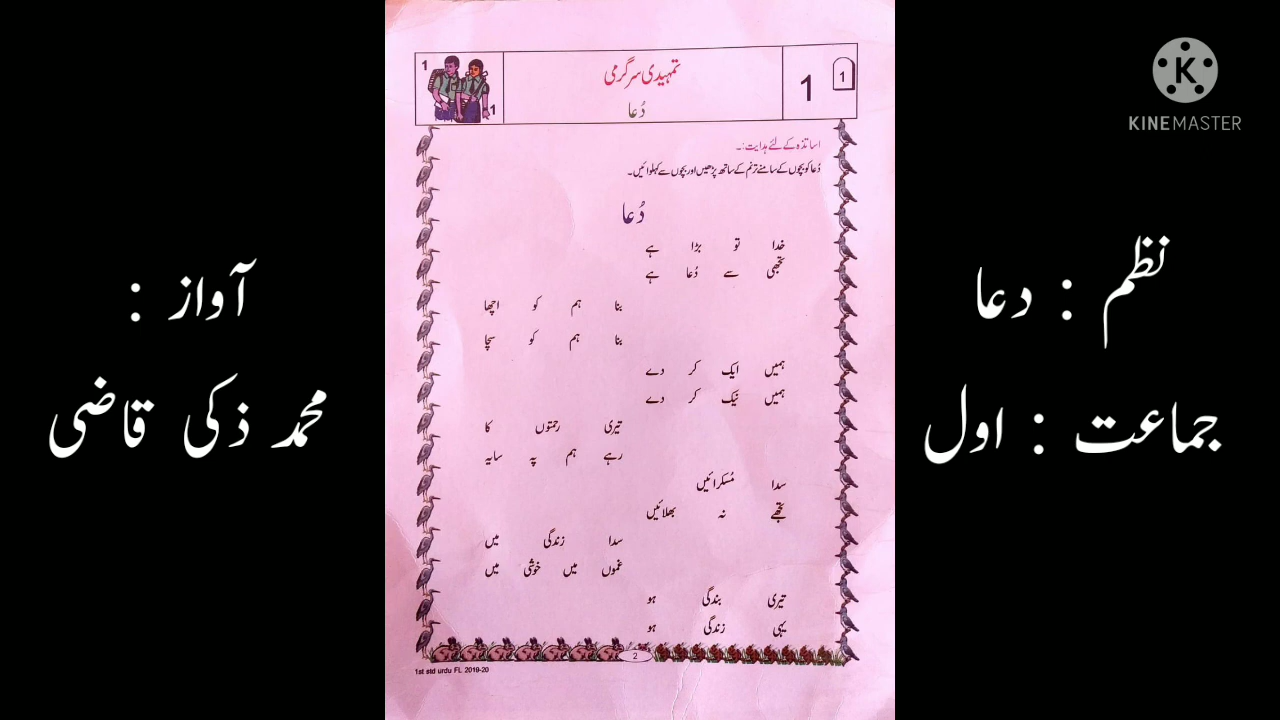 KINEMASTER
نظم : دعا
جماعت : اول
آواز :
محمد ذکی قاضی
1
1
تمہیدی سرگرمی
دُعا
1
1
اساتذہ کے لئے ہدایت:۔
دُعا کو بچوں کے سامنے ترنم کے ساتھ پڑھیں اور بچوں سے کہلوائیں۔
دُعا
خدا تو بڑا ہے
تجھی سے دُعا ہے
بنا ہم کو اچھا
بنا ہم کو سچا
ہمیں ایک کر دے
ہمیں نیک کر دے
تیری رحمتوں کا
رہے ہم پہ سایہ
سدا مُسکرائیں
تجھے نہ بھلائیں
سدا زندگی میں
غموں میں خوشی میں
تیری بندگی ہو
یہی زندگی ہو
2
1st std urdu FL 2019-20